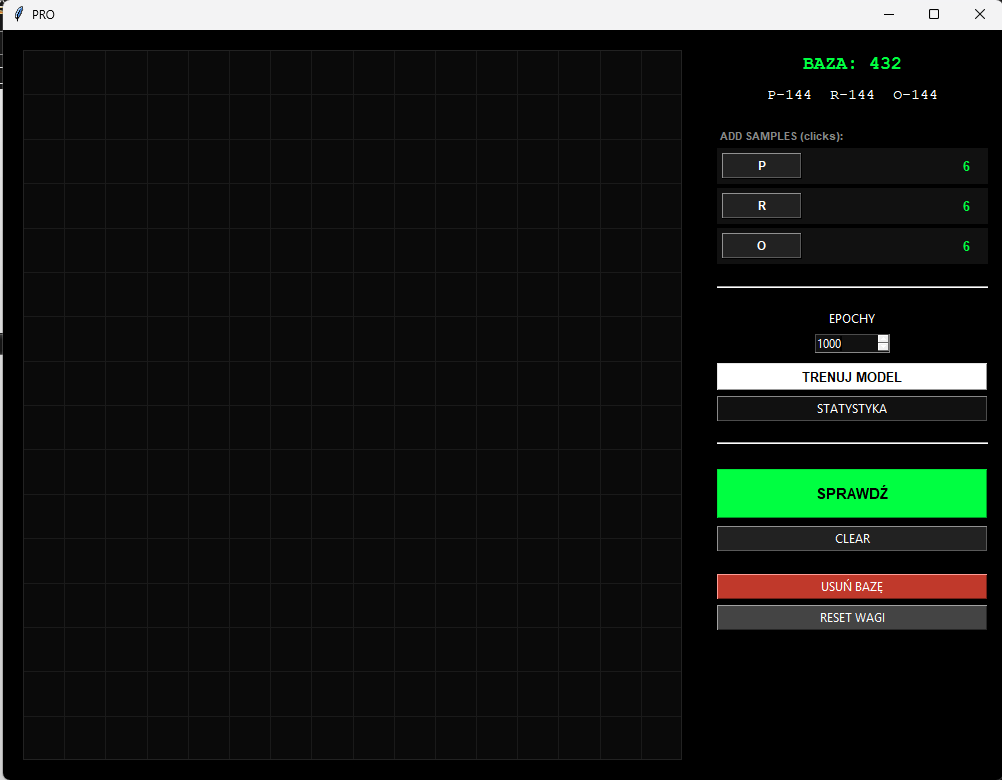 PRO
BAZA: 432
P-144 R-144 O-144
ADD SAMPLES (clicks):
P 6
R 6
O 6
EPOCHY
1000
TRENUJ MODEL
STATYSTYKA
SPRAWDŹ
CLEAR
USUŃ BAZĘ
RESET WAGI